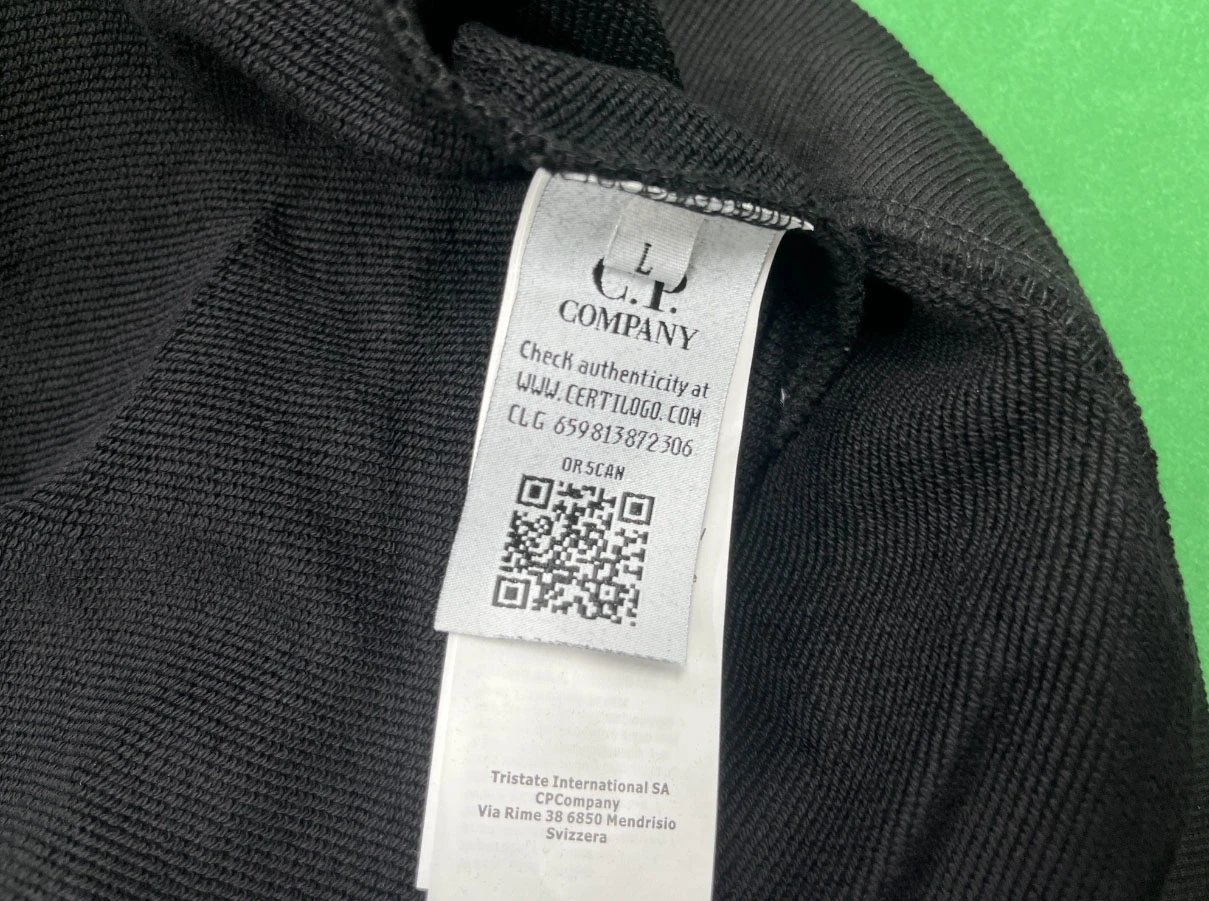 L
C.P.
COMPANY
Check authenticity at
WWW.CERTILOGO.COM
CLG 659813872306
OR SCAN
Tristate International SA
CPCompany
Via Rime 38 6850 Mendrisio
Svizzera